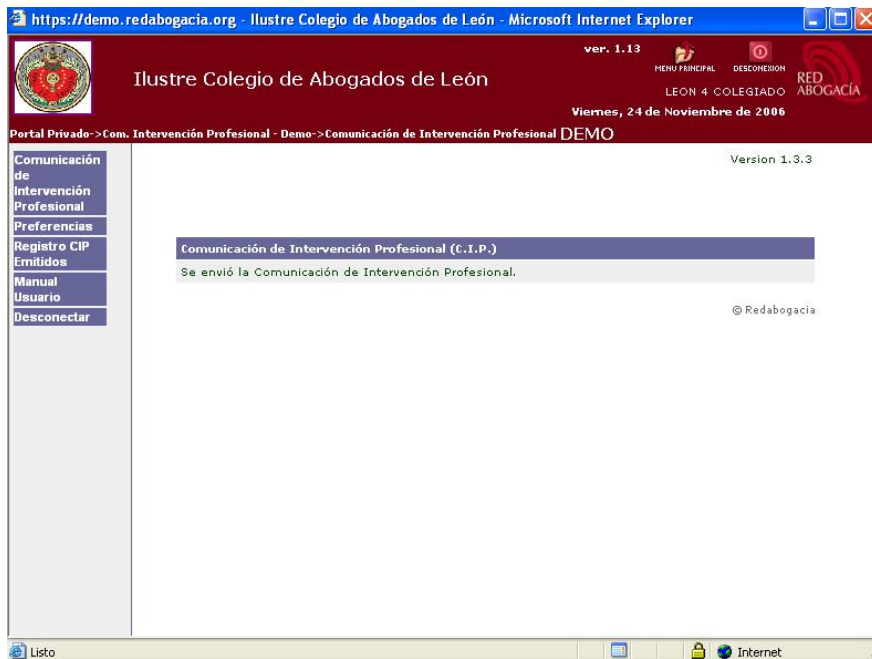 https://demo.redabogacia.org - Ilustre Colegio de Abogados de León - Microsoft Internet Explorer
ver. 1.13
MENU PRINCIPAL
DESCONEXION
Ilustre Colegio de Abogados de León
LEON 4 COLEGIADO
RED
ABOGACÍA
Viernes, 24 de Noviembre de 2006
Portal Privado->Com. Intervención Profesional - Demo->Comunicación de Intervención Profesional DEMO
Comunicación
de
Intervención
Profesional
Preferencias
Registro CIP
Emitidos
Manual
Usuario
Desconectar
Version 1.3.3
Comunicación de Intervención Profesional (C.I.P.)
Se envió la Comunicación de Intervención Profesional.
© Redabogacia
Listo
Internet